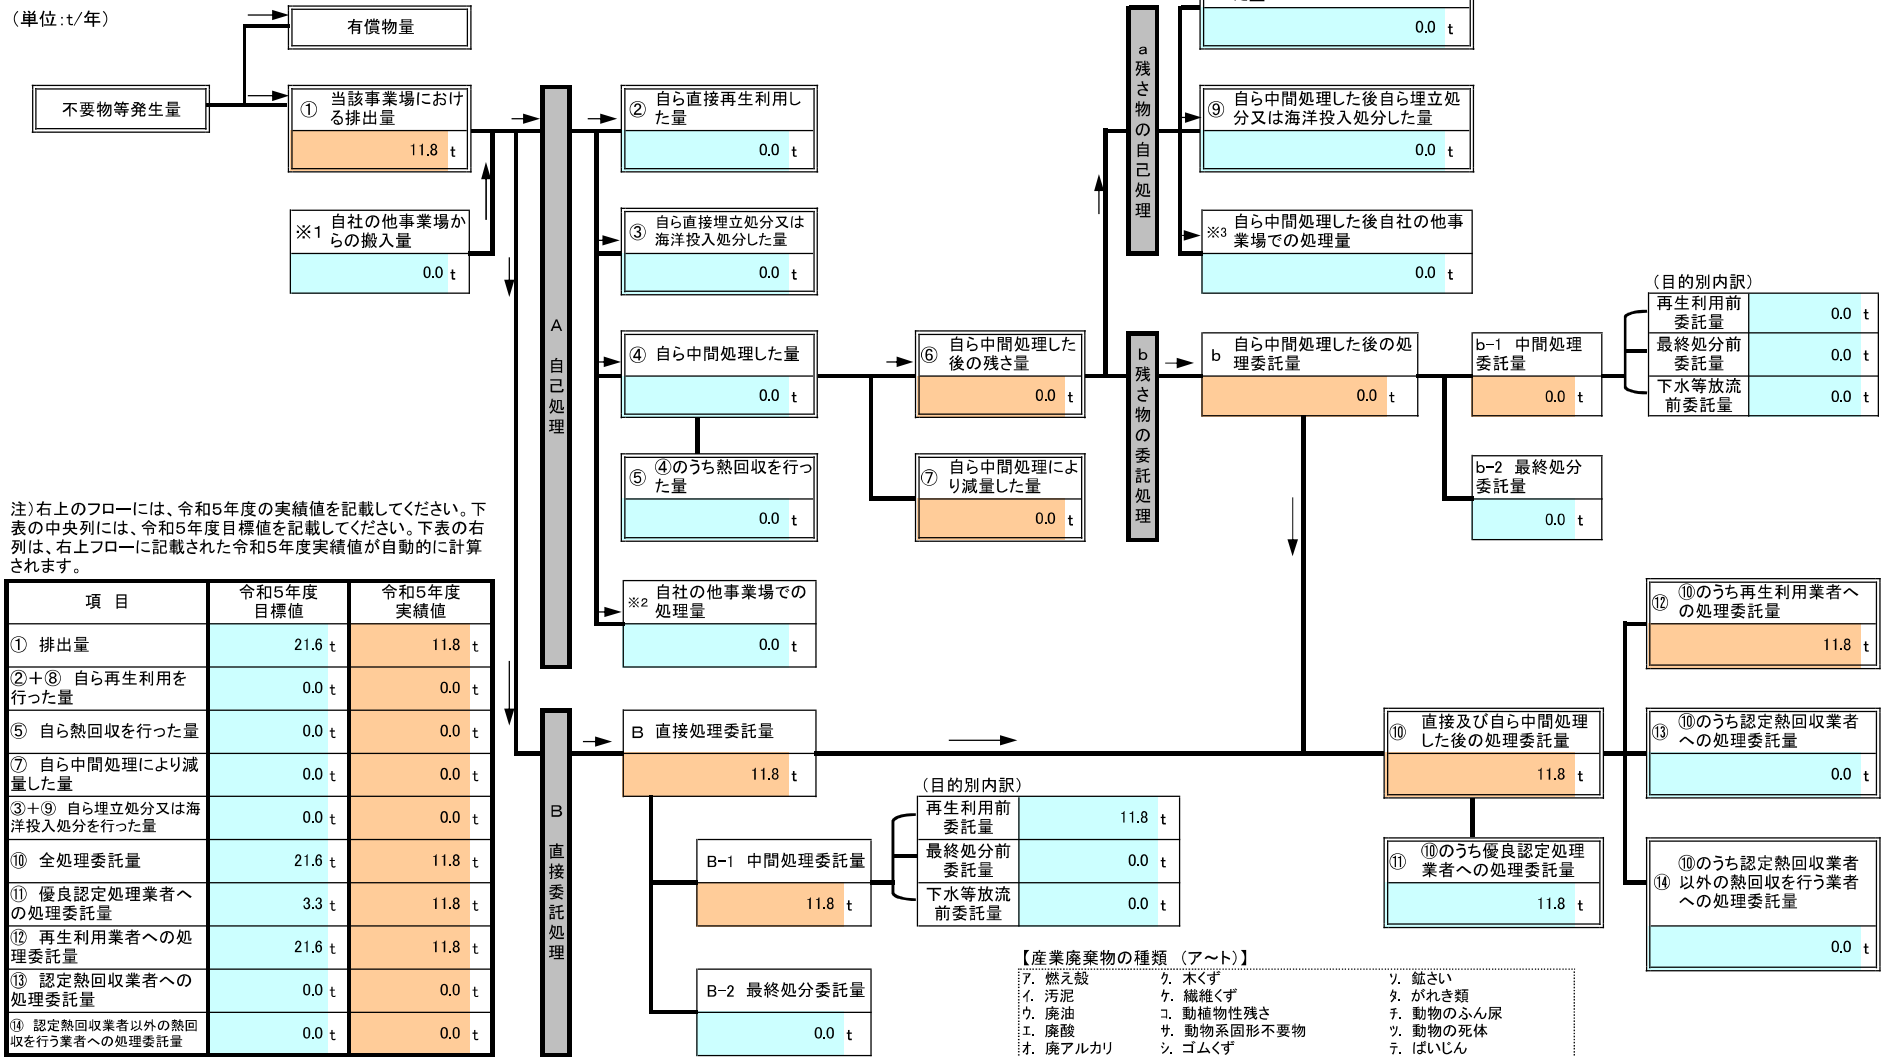 (単位:t/年)
有償物量
不要物等発生量
① 当該事業場におけ
る排出量
11.8 t
※1 自社の他事業場か
らの搬入量
0.0 t
A 自己処理
② 自ら直接再生利用し
た量
0.0 t
③ 自ら直接埋立処分又は
海洋投入処分した量
0.0 t
④ 自ら中間処理した量
0.0 t
⑤ ④のうち熱回収を行っ
た量
0.0 t
※2 自社の他事業場での
処理量
0.0 t
⑥ 自ら中間処理した
後の残さ量
0.0 t
⑦ 自ら中間処理によ
り減量した量
0.0 t
a残さ物の自己処理
0.0 t
⑨ 自ら中間処理した後自ら埋立処
分又は海洋投入処分した量
0.0 t
※3 自ら中間処理した後自社の他事
業場での処理量
0.0 t
b残さ物の委託処理
b 自ら中間処理した後の処
理委託量
0.0 t
b-1 中間処理
委託量
0.0 t
b-2 最終処分
委託量
0.0 t
(目的別内訳)
再生利用前
委託量 0.0 t
最終処分前
委託量 0.0 t
下水等放流
前委託量 0.0 t
注)右上のフローには、令和5年度の実績値を記載してください。下
表の中央列には、令和5年度目標値を記載してください。下表の右
列は、右上フローに記載された令和5年度実績値が自動的に計算
されます。
項 目 令和5年度
目標値 令和5年度
実績値
① 排出量 21.6 t 11.8 t
②+⑧ 自ら再生利用を
行った量 0.0 t 0.0 t
⑤ 自ら熱回収を行った量 0.0 t 0.0 t
⑦ 自ら中間処理により減
量した量 0.0 t 0.0 t
③+⑨ 自ら埋立処分又は海
洋投入処分を行った量 0.0 t 0.0 t
⑩ 全処理委託量 21.6 t 11.8 t
⑪ 優良認定処理業者へ
の処理委託量 3.3 t 11.8 t
⑫ 再生利用業者への処
理委託量 21.6 t 11.8 t
⑬ 認定熱回収業者への
処理委託量 0.0 t 0.0 t
⑭ 認定熱回収業者以外の熱回
収を行う業者への処理委託量 0.0 t 0.0 t
B 直接委託処理
B 直接処理委託量
11.8 t
B-1 中間処理委託量
11.8 t
B-2 最終処分委託量
0.0 t
(目的別内訳)
再生利用前
委託量 11.8 t
最終処分前
委託量 0.0 t
下水等放流
前委託量 0.0 t
⑩ 直接及び自ら中間処理
した後の処理委託量
11.8 t
⑪ ⑩のうち優良認定処理
業者への処理委託量
11.8 t
⑫ ⑩のうち再生利用業者へ
の処理委託量
11.8 t
⑬ ⑩のうち認定熱回収業者
への処理委託量
0.0 t
⑭ ⑩のうち認定熱回収業者
以外の熱回収を行う業者
への処理委託量
0.0 t
【産業廃棄物の種類 (ア~ト)】
ア. 燃え殻 ク. 木くず ソ. 鉱さい
イ. 汚泥 ケ. 繊維くず タ. がれき類
ウ. 廃油 コ. 動植物性残さ チ. 動物のふん尿
エ. 廃酸 サ. 動物系固形不要物 ツ. 動物の死体
オ. 廃アルカリ シ. ゴムくず テ. ばいじん